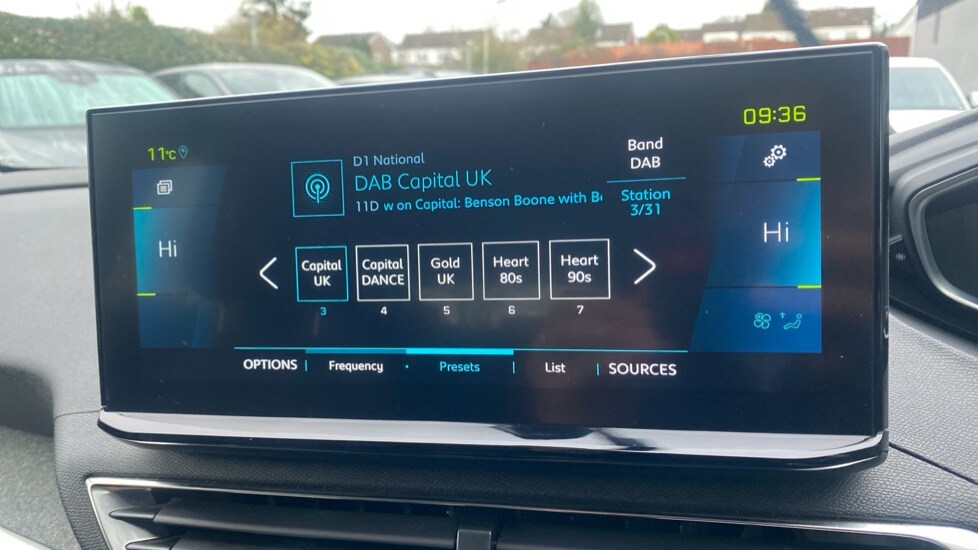 11°C
09:36
D1 National
DAB Capital UK
11D w on Capital: Benson Boone with B
Band
DAB
Station
3/31
Hi
Hi
Capital
UK
Capital
DANCE
Gold
UK
Heart
80s
Heart
90s
3
4
5
6
7
OPTIONS
Frequency
Presets
List
SOURCES